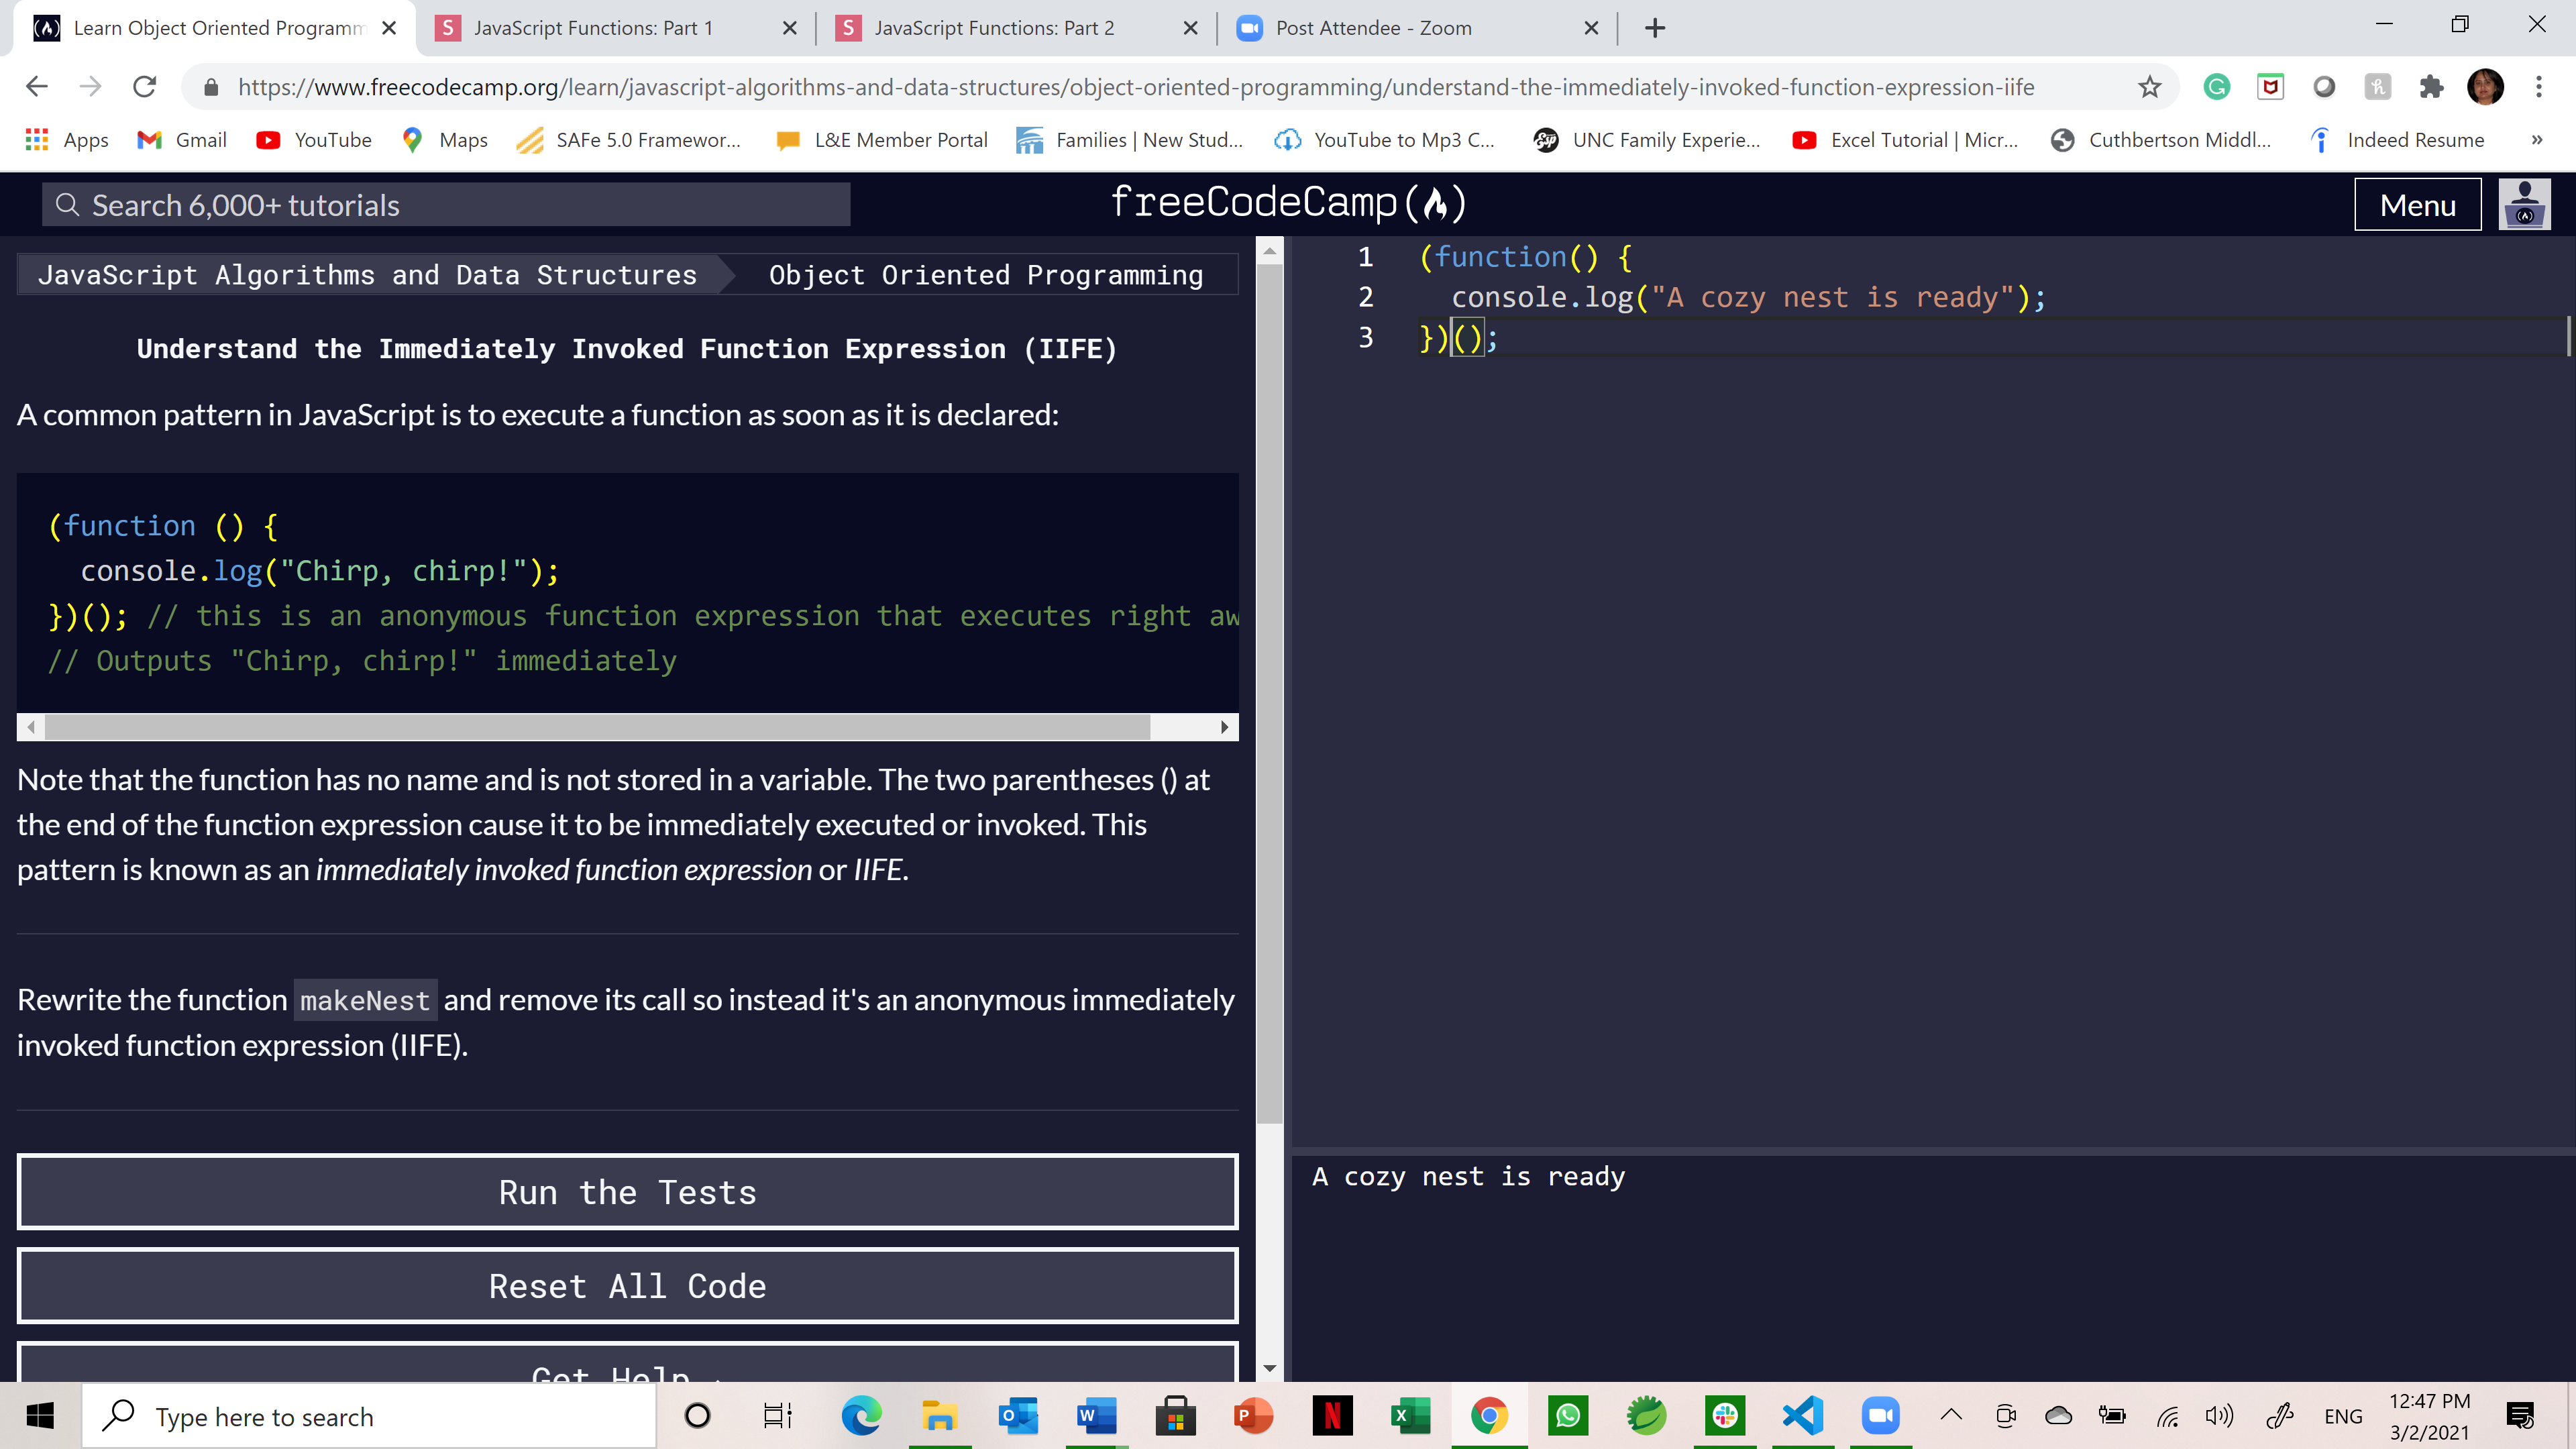 Learn Object Oriented Programm
JavaScript Functions: Part 1
JavaScript Functions: Part 2
Post Attendee - Zoom
https://www.freecodecamp.org/learn/javascript-algorithms-and-data-structures/object-oriented-programming/understand-the-immediately-invoked-function-expression-iife
Apps
Gmail
YouTube
Maps
SAFe 5.0 Framewor...
L&E Member Portal
Families | New Stud...
YouTube to Mp3 C...
UNC Family Experie...
Excel Tutorial | Micr...
Cuthbertson Middl...
Indeed Resume
»
Search 6,000+ tutorials
freeCodeCamp
Menu
JavaScript Algorithms and Data Structures
Object Oriented Programming
Understand the Immediately Invoked Function Expression (IIFE)
A common pattern in JavaScript is to execute a function as soon as it is declared:
(function () {
console.log("Chirp, chirp!");
})(); // this is an anonymous function expression that executes right aw
// Outputs "Chirp, chirp!" immediately
Note that the function has no name and is not stored in a variable. The two parentheses () at
the end of the function expression cause it to be immediately executed or invoked. This
pattern is known as an immediately invoked function expression or IIFE.
Rewrite the function makeNest and remove its call so instead it's an anonymous immediately
invoked function expression (IIFE).
Run the Tests
Reset All Code
Get Help
1 (function() {
2 console.log("A cozy nest is ready");
3 })();
A cozy nest is ready
Type here to search
ENG
12:47 PM
3/2/2021